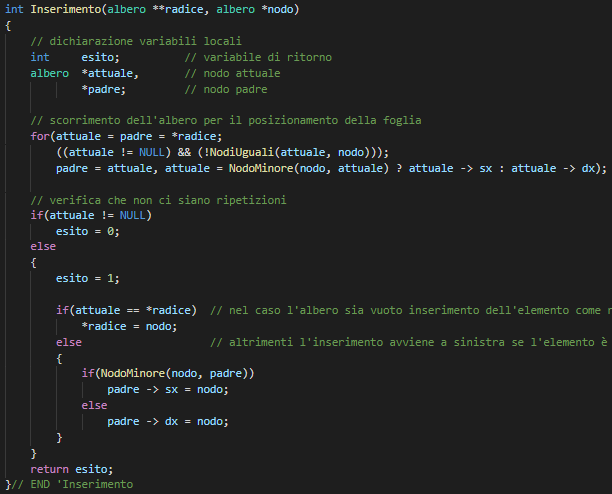 int Inserimento(albero **radice, albero *nodo)
{
    // dichiarazione variabili locali
    int     esito;          // variabile di ritorno
    albero  *attuale,       // nodo attuale
            *padre;         // nodo padre

    // scorrimento dell'albero per il posizionamento della foglia
    for(attuale = padre = *radice;
        ((attuale != NULL) && (!NodiUguali(attuale, nodo)));
        padre = attuale, attuale = NodoMinore(nodo, attuale) ? attuale -> sx : attuale -> dx);

    // verifica che non ci siano ripetizioni
    if(attuale != NULL)
        esito = 0;
    else
    {
        esito = 1;

        if(attuale == *radice)  // nel caso l'albero sia vuoto inserimento dell'elemento come
            *radice = nodo;
        else                    // altrimenti l'inserimento avviene a sinistra se l'elemento è
        {
            if(NodoMinore(nodo, padre))
                padre -> sx = nodo;
            else
                padre -> dx = nodo;
        }
    }
    return esito;
}// END 'Inserimento